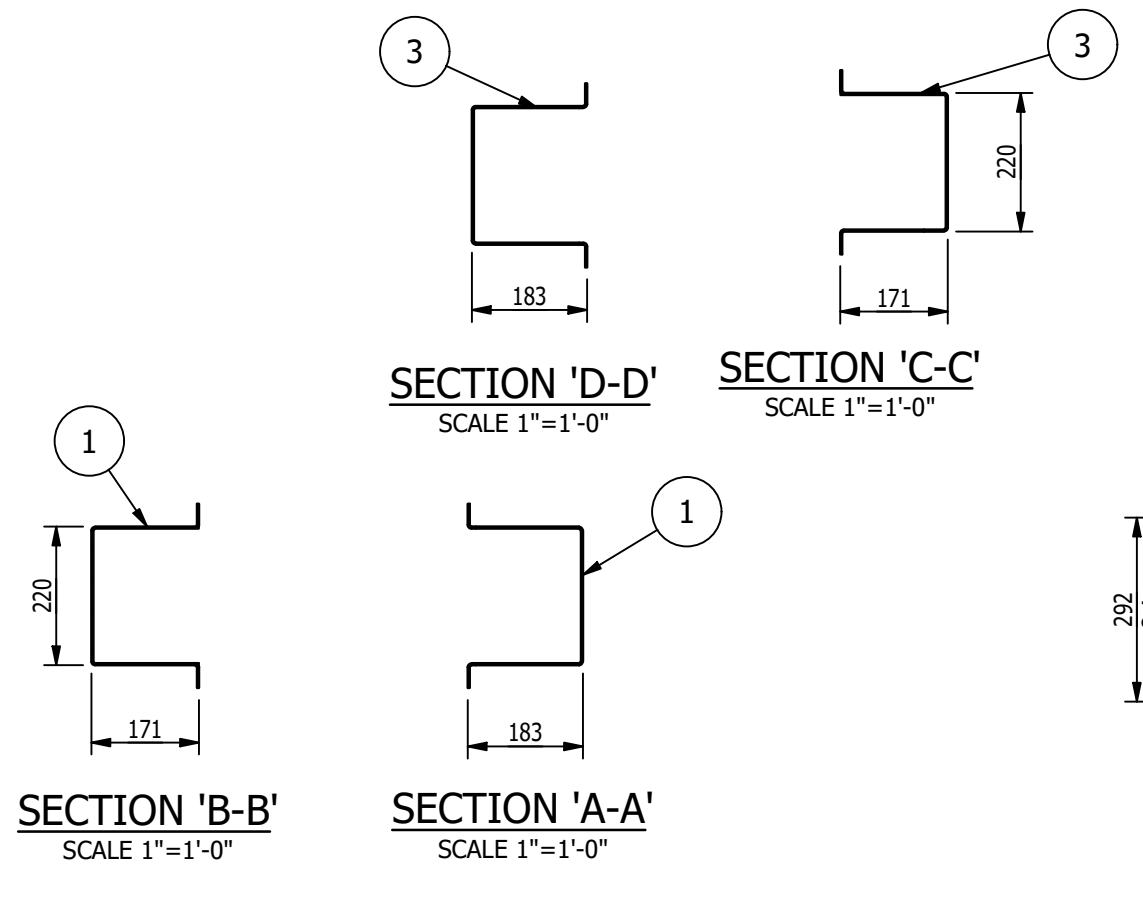 3
3
220
183
171
SECTION 'D-D'
SCALE 1"=1'-0"
SECTION 'C-C'
SCALE 1"=1'-0"
1
1
220
292
171
183
SECTION 'B-B'
SCALE 1"=1'-0"
SECTION 'A-A'
SCALE 1"=1'-0"